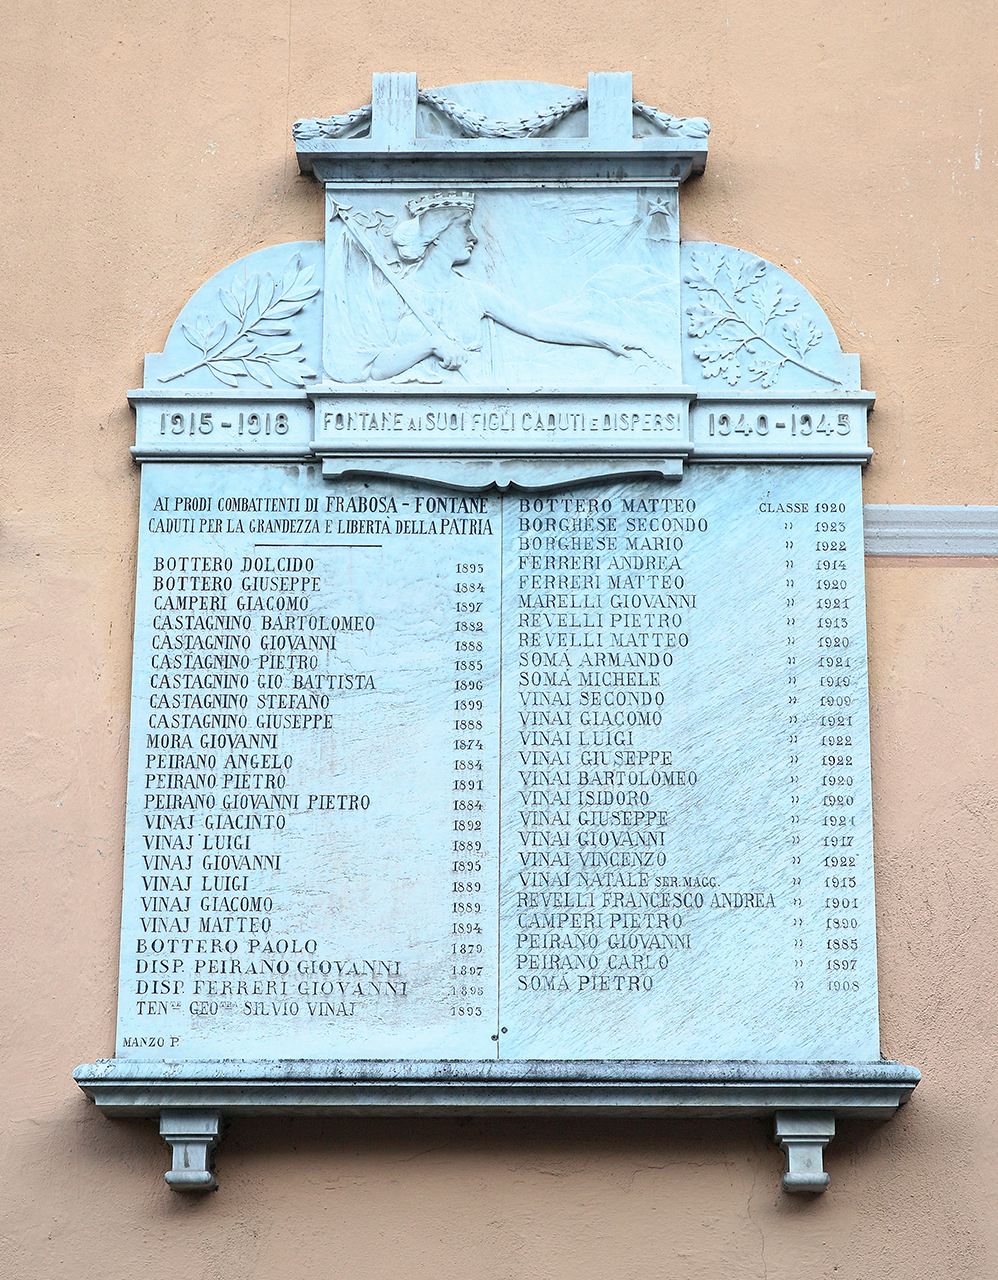 1915-1918
FONTANE AI SUOI FIGLI CADUTI E DISPERSI
1940-1945
AI PRODI COMBATTENTI DI FRABOSA-FONTANE
CADUTI PER LA GRANDEZZA E LIBERTÀ DELLA PATRIA
BOTTERO DOLCIDO 1893
BOTTERO GIUSEPPE 1884
CAMPERI GIACOMO 1897
CASTAGNINO BARTOLOMEO 1882
CASTAGNINO GIOVANNI 1888
CASTAGNINO PIETRO 1885
CASTAGNINO GIO BATTISTA 1896
CASTAGNINO STEFANO 1899
CASTAGNINO GIUSEPPE 1888
MORA GIOVANNI 1874
PEIRANO ANGELO 1884
PEIRANO PIETRO 1891
PEIRANO GIOVANNI PIETRO 1884
VINAJ GIACINTO 1892
VINAJ LUIGI 1889
VINAJ GIOVANNI 1895
VINAJ LUIGI 1889
VINAJ GIACOMO 1889
VINAJ MATTEO 1894
BOTTERO PAOLO 1879
DISP. PEIRANO GIOVANNI 1897
DISP. FERRERI GIOVANNI 1895
TEN.TE GEO.TRA SILVIO VINAJ 1893
MANZO P.
BOTTERO MATTEO CLASSE 1920
BORGHESE SECONDO " 1923
BORGHESE MARIO " 1922
FERRERI ANDREA " 1914
FERRERI MATTEO " 1920
MARELLI GIOVANNI " 1921
REVELLI PIETRO " 1913
REVELLI MATTEO " 1920
SOMÀ ARMANDO " 1921
SOMÀ MICHELE " 1919
VINAI SECONDO " 1909
VINAI GIACOMO " 1921
VINAI LUIGI " 1922
VINAI GIUSEPPE " 1922
VINAI BARTOLOMEO " 1920
VINAI ISIDORO " 1920
VINAI GIUSEPPE " 1921
VINAI GIOVANNI " 1917
VINAI VINCENZO " 1922
VINAI NATALE SER. MAGG. " 1915
REVELLI FRANCESCO ANDREA " 1901
CAMPERI PIETRO " 1890
PEIRANO GIOVANNI " 1885
PEIRANO CARLO " 1897
SOMÀ PIETRO " 1908